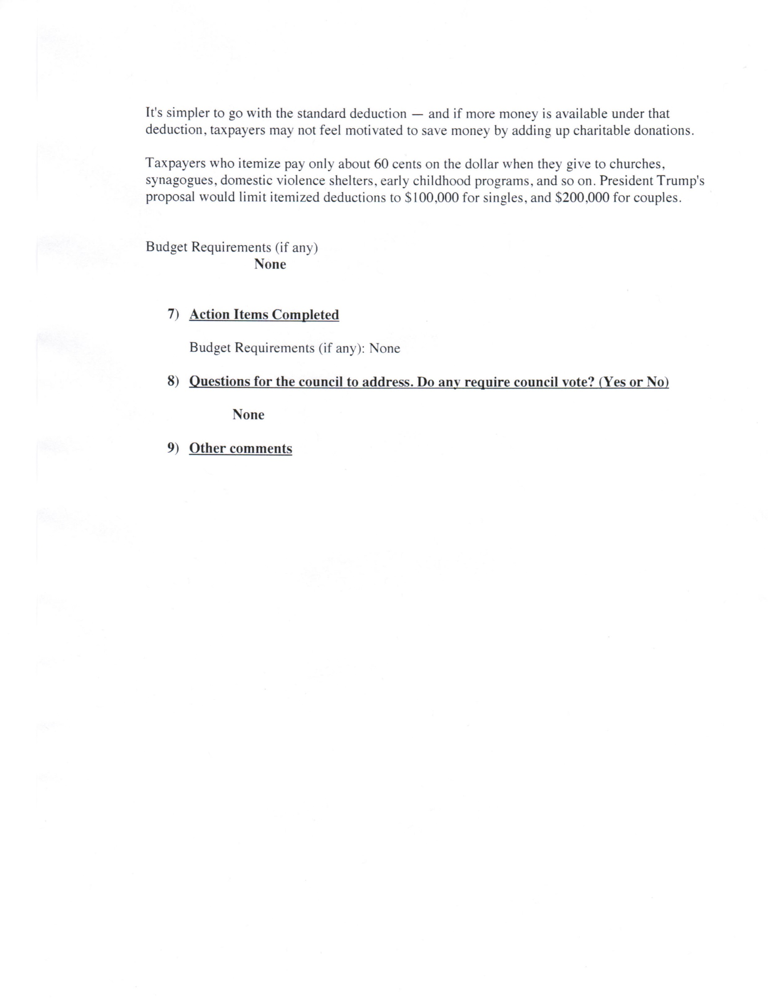 It's simpler to go with the standard deduction — and if more money is available under that
deduction, taxpayers may not feel motivated to save money by adding up charitable donations.
Taxpayers who itemize pay only about 60 cents on the dollar when they give to churches,
synagogues, domestic violence shelters, early childhood programs, and so on. President Trump's
proposal would limit itemized deductions to $100,000 for singles, and $200,000 for couples.
Budget Requirements (if any)
None
7) Action Items Completed
Budget Requirements (if any): None
8) Questions for the council to address. Do any require council vote? (Yes or No)
None
9) Other comments